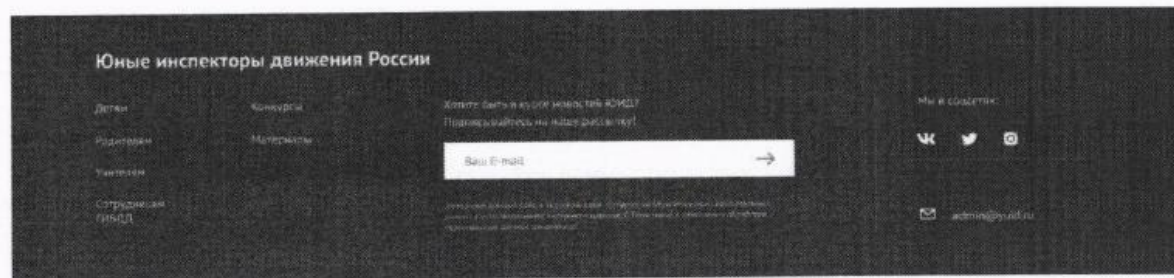 Юные инспекторы движения России
Детям
Родителям
Учителям
Сотрудникам
ГИБДД
Конкурсы
Материалы
Хотите быть в курсе новостей ЮИД?
Подписывайтесь на нашу рассылку!
Ваш E-mail
Мы в соцсетях:
admin@yuid.ru